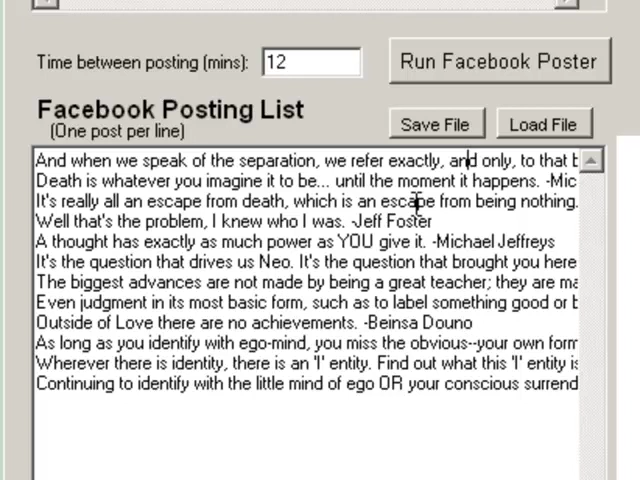 Time between posting (mins): 12
Run Facebook Poster
Facebook Posting List
(One post per line)
Save File
Load File
And when we speak of the separation, we refer exactly, and only, to that
Death is whatever you imagine it to be... until the moment it happens. -Mic
It's really all an escape from death, which is an escape from being nothing.
Well that's the problem, I knew who I was. -Jeff Foster
A thought has exactly as much power as YOU give it. -Michael Jeffreys
It's the question that drives us Neo. It's the question that brought you here
The biggest advances are not made by being a great teacher; they are ma
Even judgment in its most basic form, such as to label something good or b
Outside of Love there are no achievements. -Beinsa Douno
As long as you identify with ego-mind, you miss the obvious--your own form
Wherever there is identity, there is an 'I' entity. Find out what this 'I' entity is
Continuing to identify with the little mind of ego OR your conscious surrend